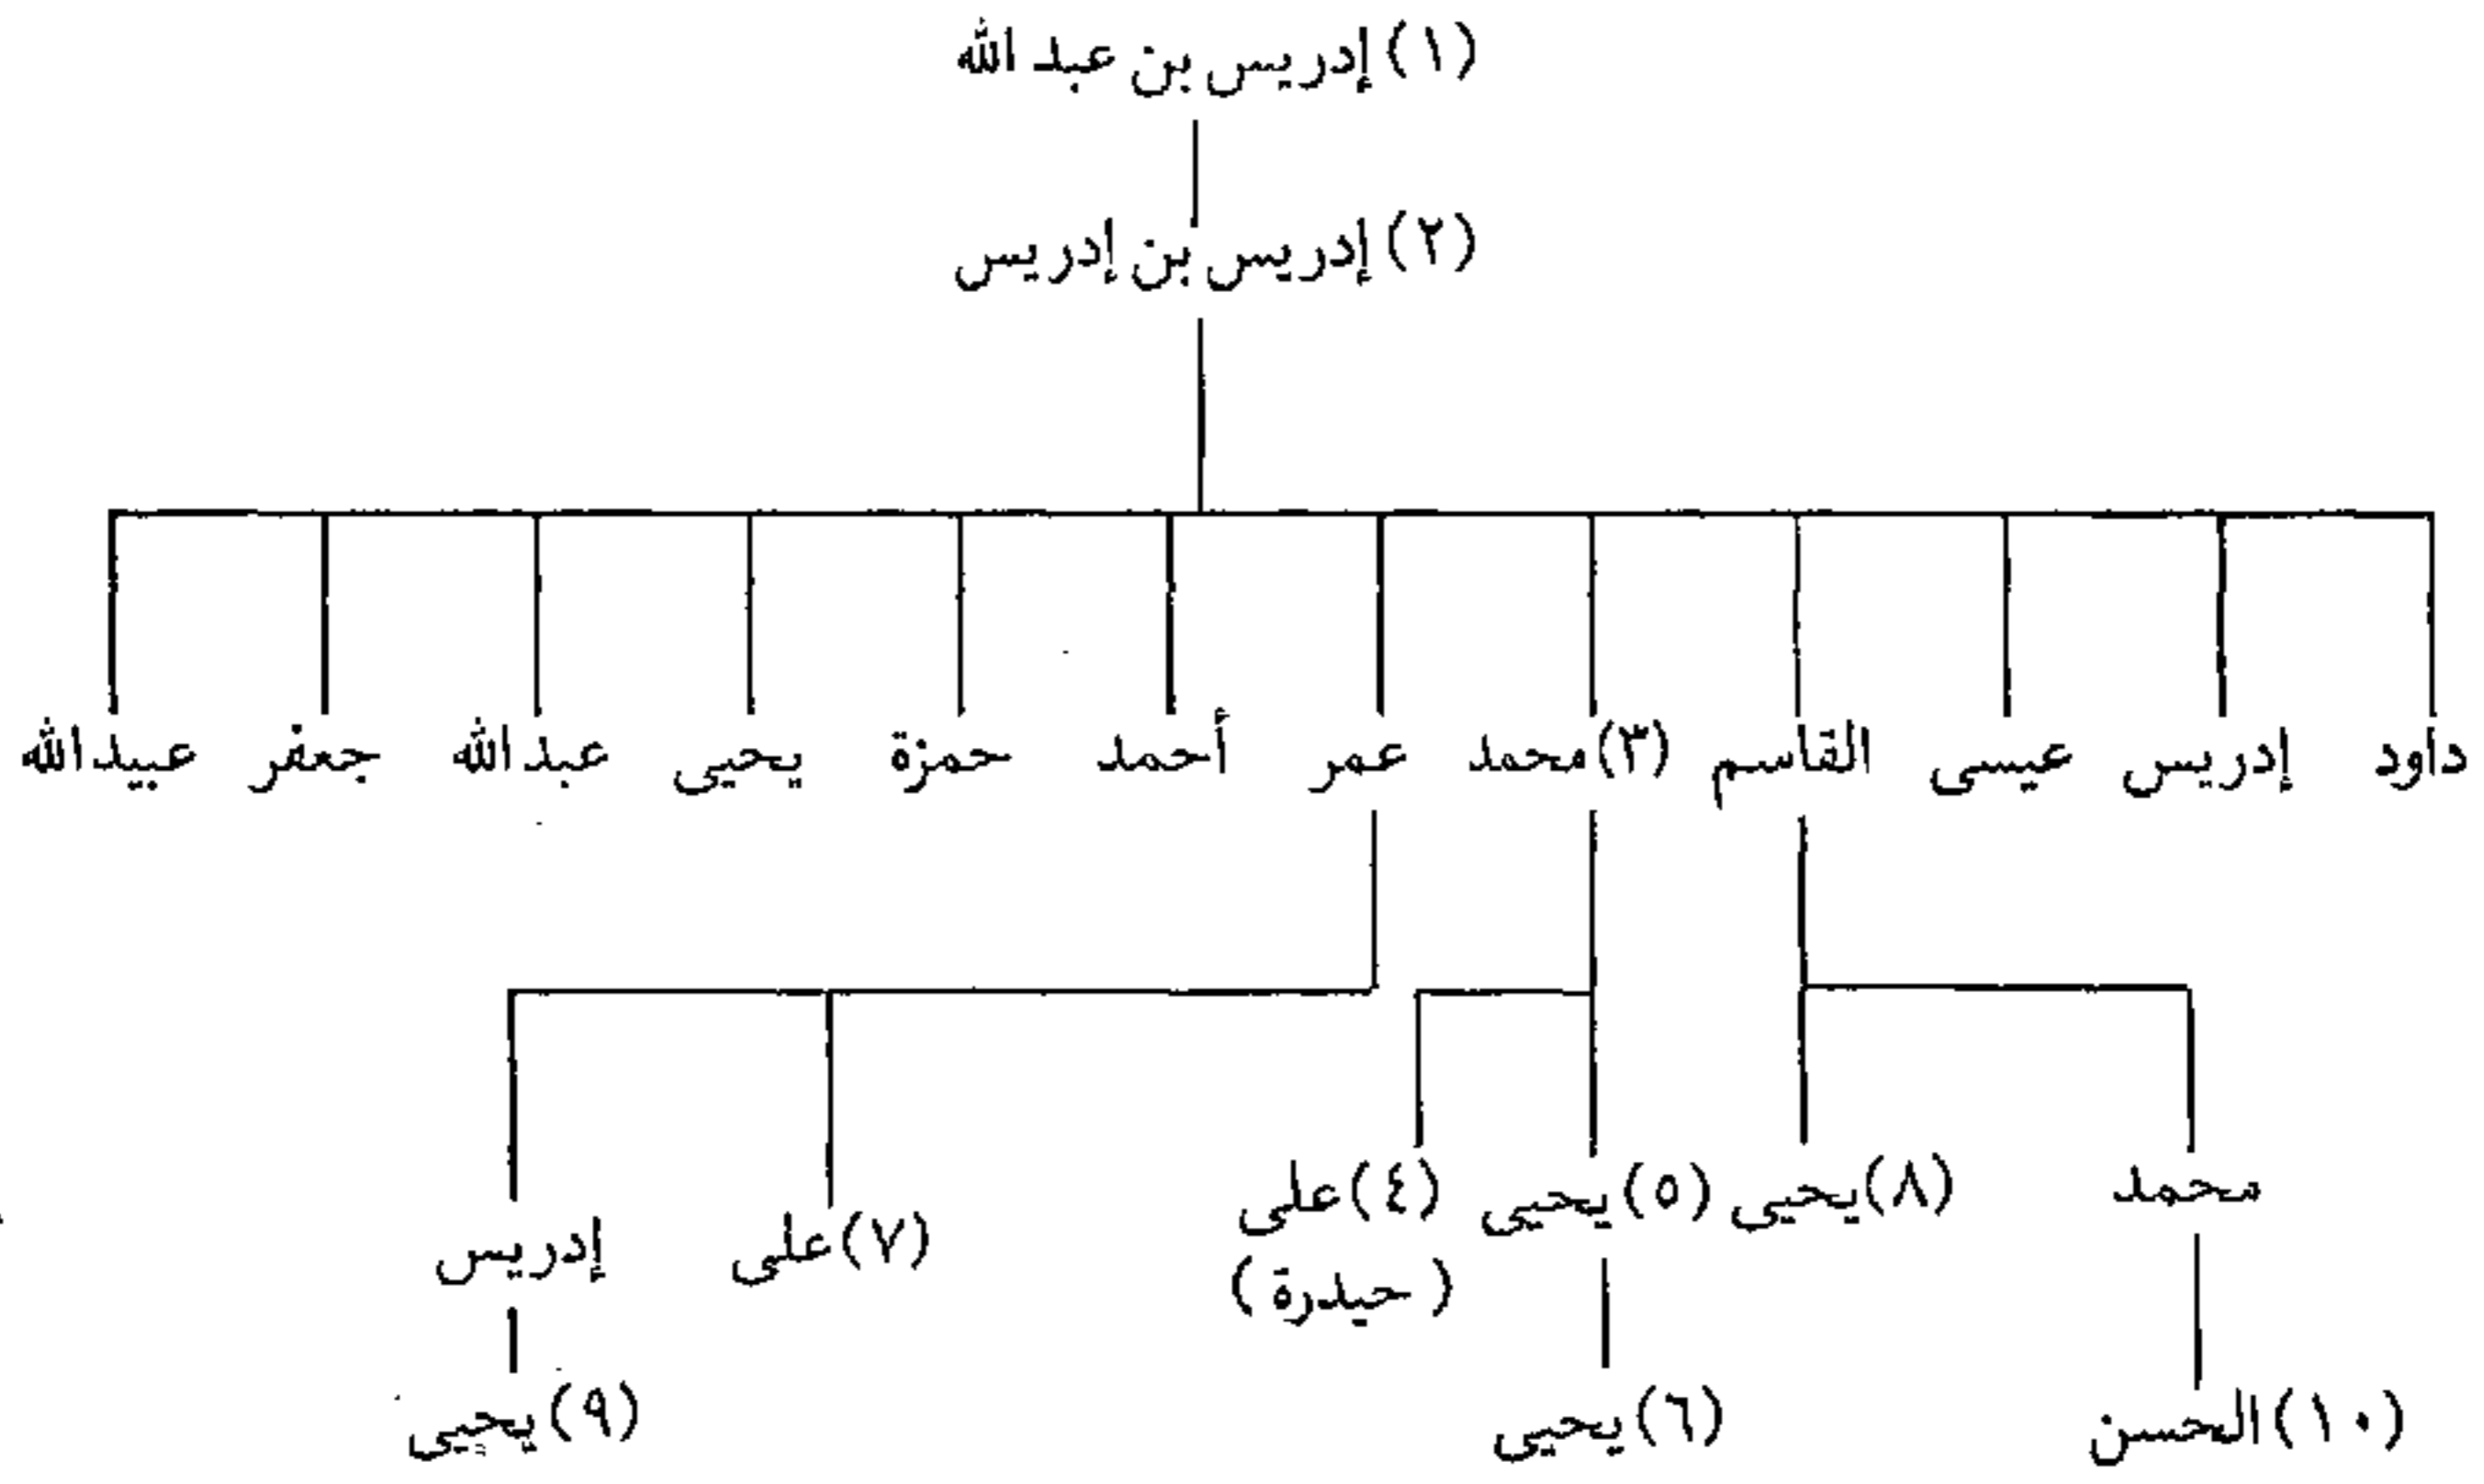 (١) إدريس بن عبد الله
(٢) إدريس بن إدريس
داود إدريس عيسى القاسم (٣) محمد عمر أحمد حمزة يحيى عبد الله جعفر عبيد الله
محمد (٨) يحيى (٥) يحيى (٤) على
(٧) على إدريس
(حيدرة)
(١٠) الحسن (٦) يحيى (٩) يحيى